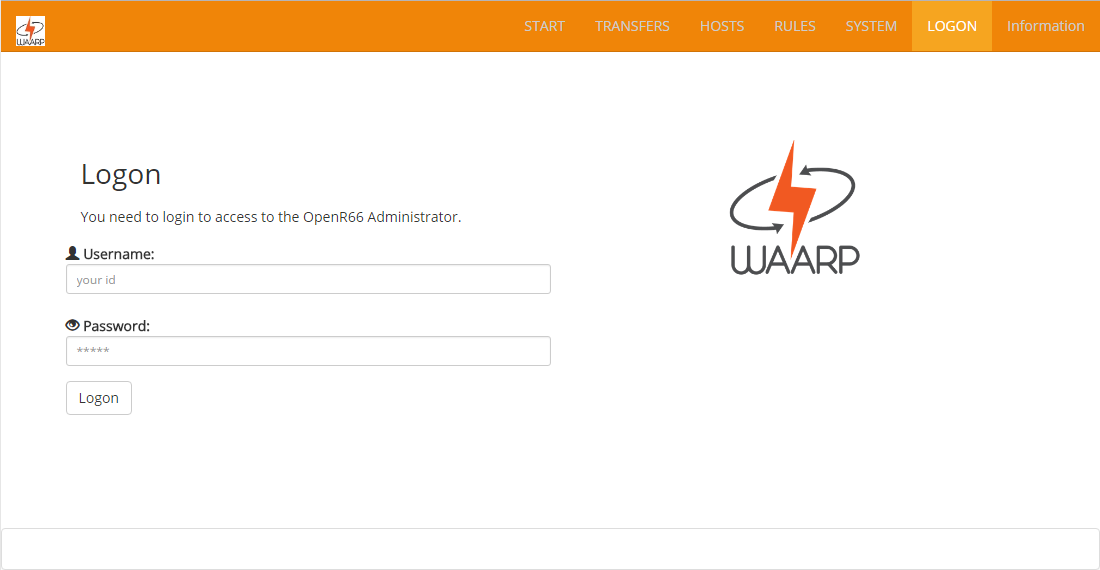 WAARP
START TRANSFERS HOSTS RULES SYSTEM LOGON Information
Logon
You need to login to access to the OpenR66 Administrator.
Username:
your id
Password:
*****
Logon
WAARP